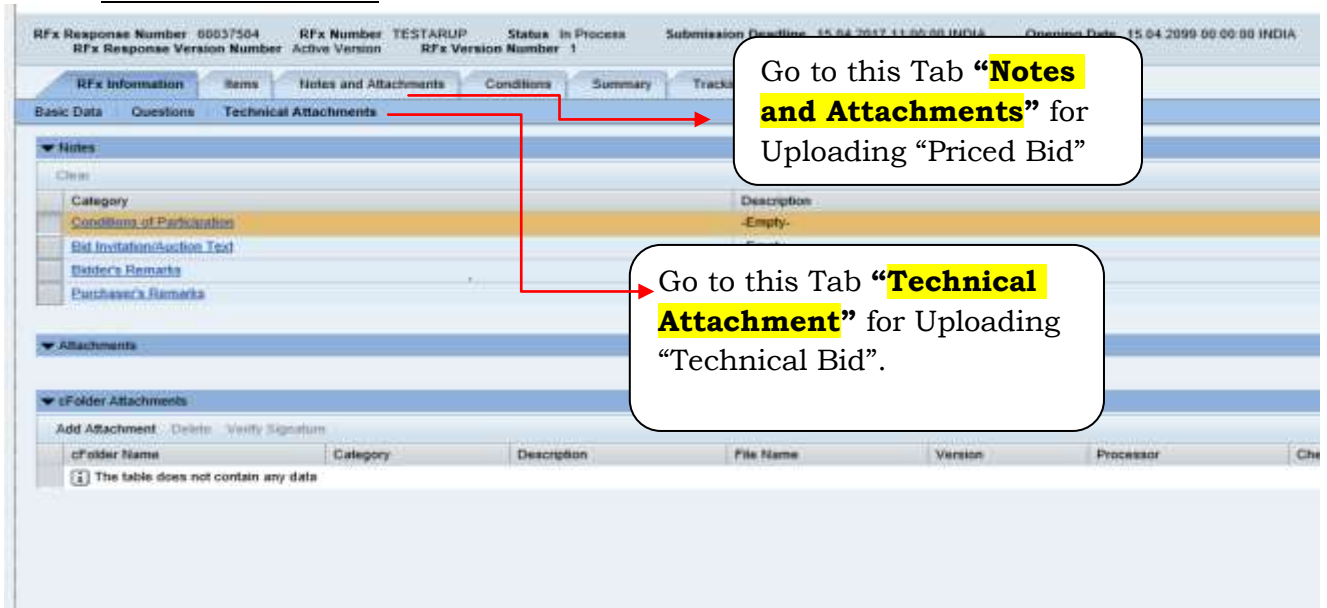 RFx Response Number 60037504 RFx Number TESTARUP Status In Process Submission Deadline 15.04.2017 11:00:00 INDIA Opening Date 15.04.2099 00:00:00 INDIA
RFx Response Version Number Active Version RFx Version Number 1
RFx Information Items Notes and Attachments Conditions Summary
Basic Data Questions Technical Attachments
Go to this Tab “Notes
and Attachments” for
Uploading “Priced Bid”
Notes
Clear
Category Description
Conditions of Participation -Empty-
Bid Invitation/Auction Text
Bidder's Remarks
Purchaser's Remarks
Go to this Tab “Technical
Attachment” for Uploading
“Technical Bid”.
Attachments
cFolder Attachments
Add Attachment Delete Verify Signature
cFolder Name Category Description File Name Version Processor Che
The table does not contain any data